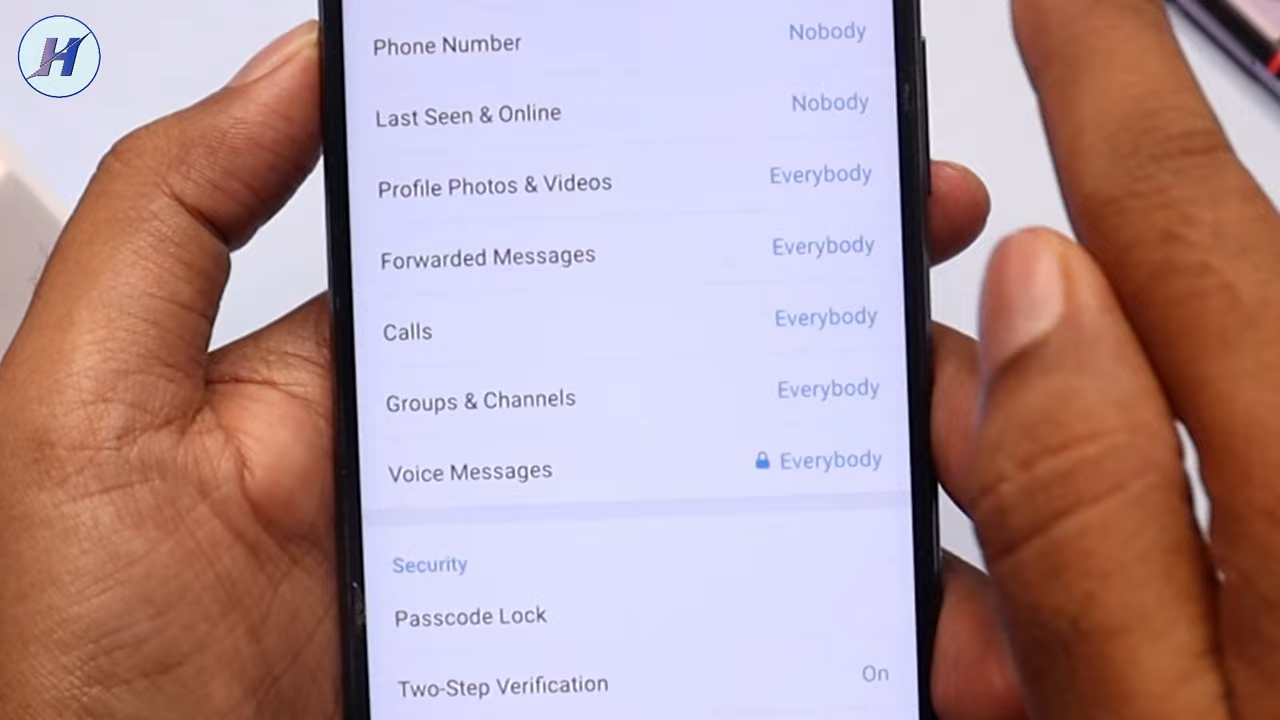 H
Phone Number Nobody
Last Seen & Online Nobody
Profile Photos & Videos Everybody
Forwarded Messages Everybody
Calls Everybody
Groups & Channels Everybody
Voice Messages Everybody
Security
Passcode Lock
Two-Step Verification On